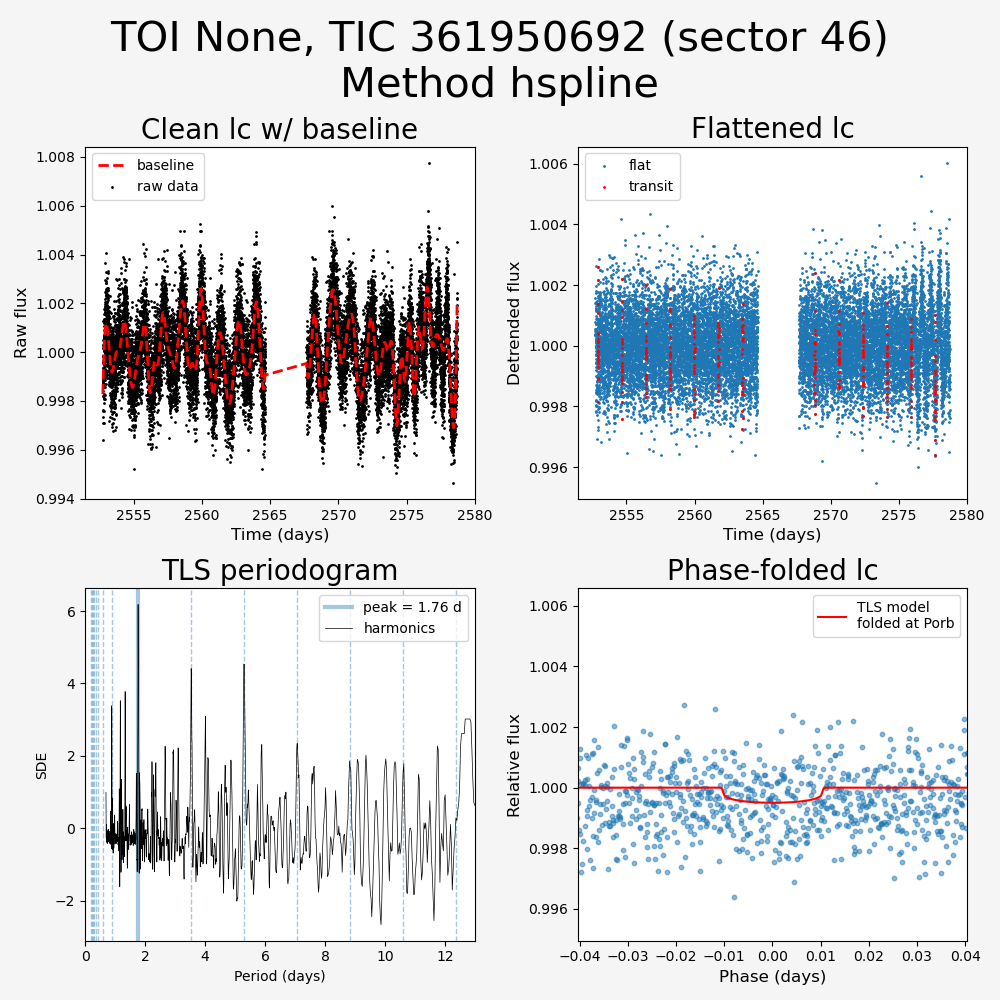 TOI None, TIC 361950692 (sector 46)
Method hspline
Clean lc w/ baseline
baseline
raw data
1.008
1.006
1.004
1.002
1.000
0.998
0.996
0.994
Raw flux
2555 2560 2565 2570 2575 2580
Time (days)
Flattened lc
flat
transit
1.006
1.004
1.002
1.000
0.998
0.996
Detrended flux
2555 2560 2565 2570 2575 2580
Time (days)
TLS periodogram
peak = 1.76 d
harmonics
6
4
2
0
−2
SDE
0 2 4 6 8 10 12
Period (days)
Phase-folded lc
TLS model
folded at Porb
1.006
1.004
1.002
1.000
0.998
0.996
Relative flux
−0.04 −0.03 −0.02 −0.01 0.00 0.01 0.02 0.03 0.04
Phase (days)